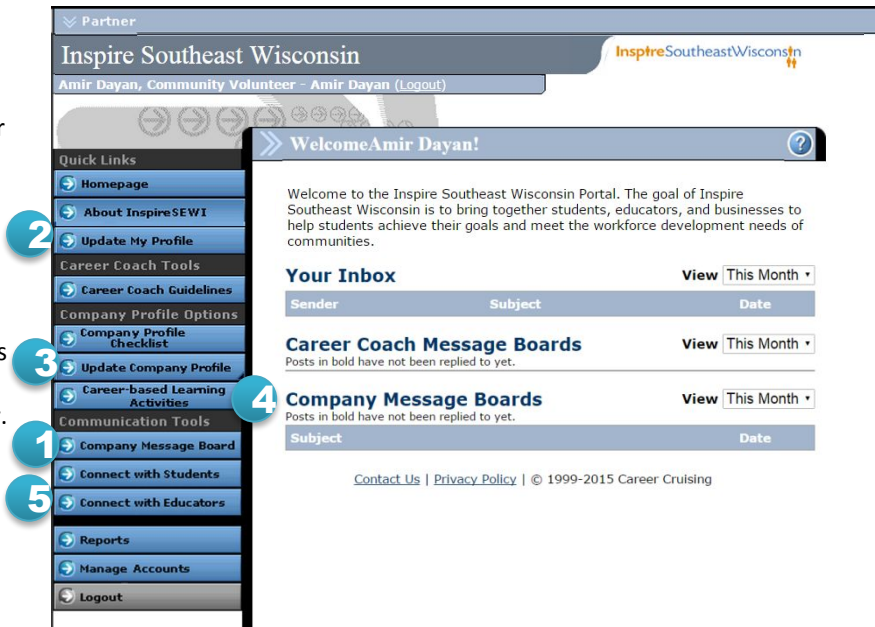 Partner
Inspire Southeast Wisconsin
InspireSoutheastWisconsin
Amir Dayan, Community Volunteer - Amir Dayan (Logout)
r
WelcomeAmir Dayan!
?
Quick Links
Homepage
About InspireSEWI
2
Update My Profile
Career Coach Tools
Career Coach Guidelines
Company Profile Options
Company Profile
Checklist
s
3
Update Company Profile
Career-based Learning
Activities
4
.
Communication Tools
1
Company Message Board
Connect with Students
5
Connect with Educators
Reports
Manage Accounts
Logout
Welcome to the Inspire Southeast Wisconsin Portal. The goal of Inspire
Southeast Wisconsin is to bring together students, educators, and businesses to
help students achieve their goals and meet the workforce development needs of
communities.
Your Inbox
View This Month
Sender Subject Date
Career Coach Message Boards
View This Month
Posts in bold have not been replied to yet.
Company Message Boards
View This Month
Posts in bold have not been replied to yet.
Subject Date
Contact Us | Privacy Policy | © 1999-2015 Career Cruising